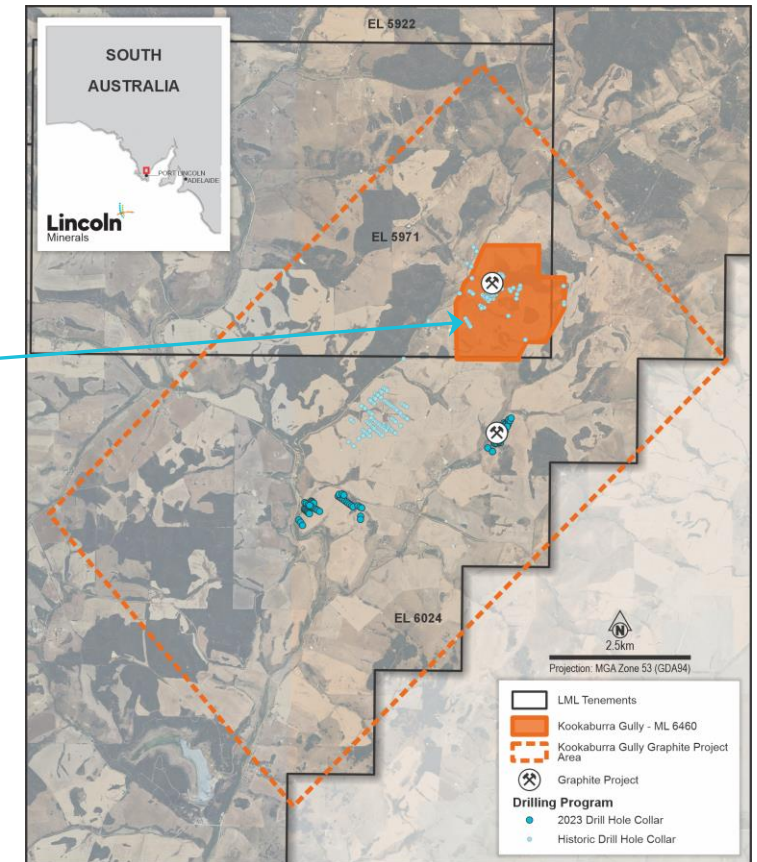 EL 5922
SOUTH
AUSTRALIA
PORT LINCOLN
ADELAIDE
Lincoln
Minerals
EL 5971
EL 6024
N
2.5km
Projection: MGA Zone 53 (GDA94)
LML Tenements
Kookaburra Gully - ML 6460
Kookaburra Gully Graphite Project
Area
Graphite Project
Drilling Program
2023 Drill Hole Collar
Historic Drill Hole Collar